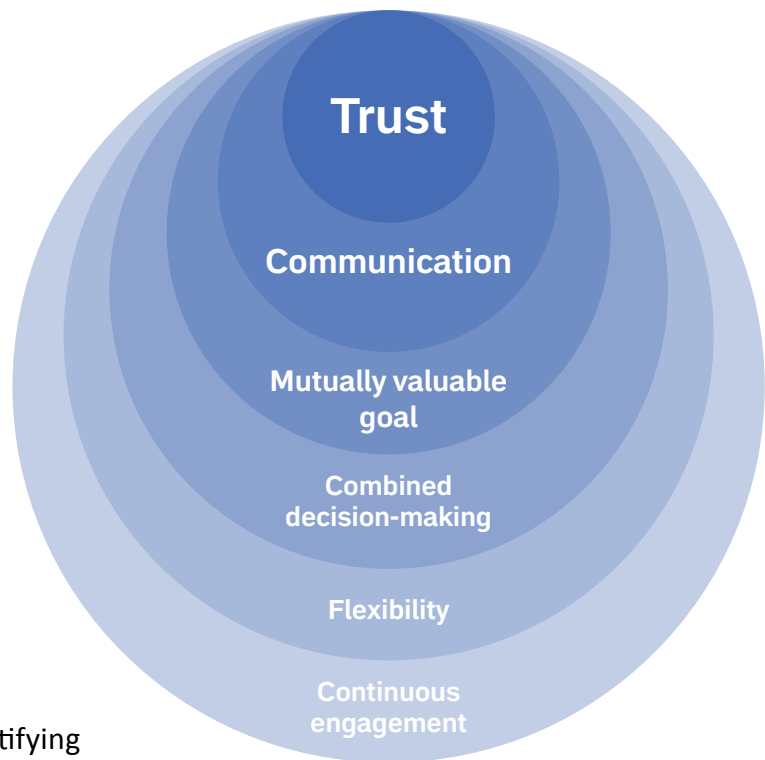 Trust
Communication
Mutually valuable
goal
Combined
decision-making
Flexibility
Continuous
engagement
tifying